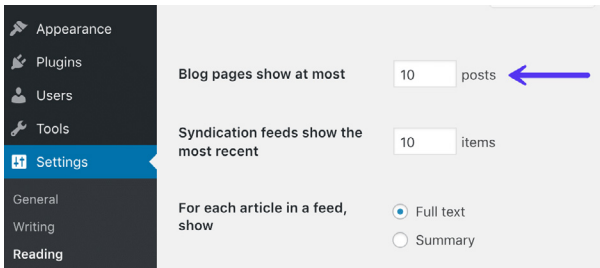 Appearance
Plugins
Users
Tools
Settings
General
Writing
Reading
Blog pages show at most 10 posts
Syndication feeds show the
most recent 10 items
For each article in a feed,
show
Full text
Summary